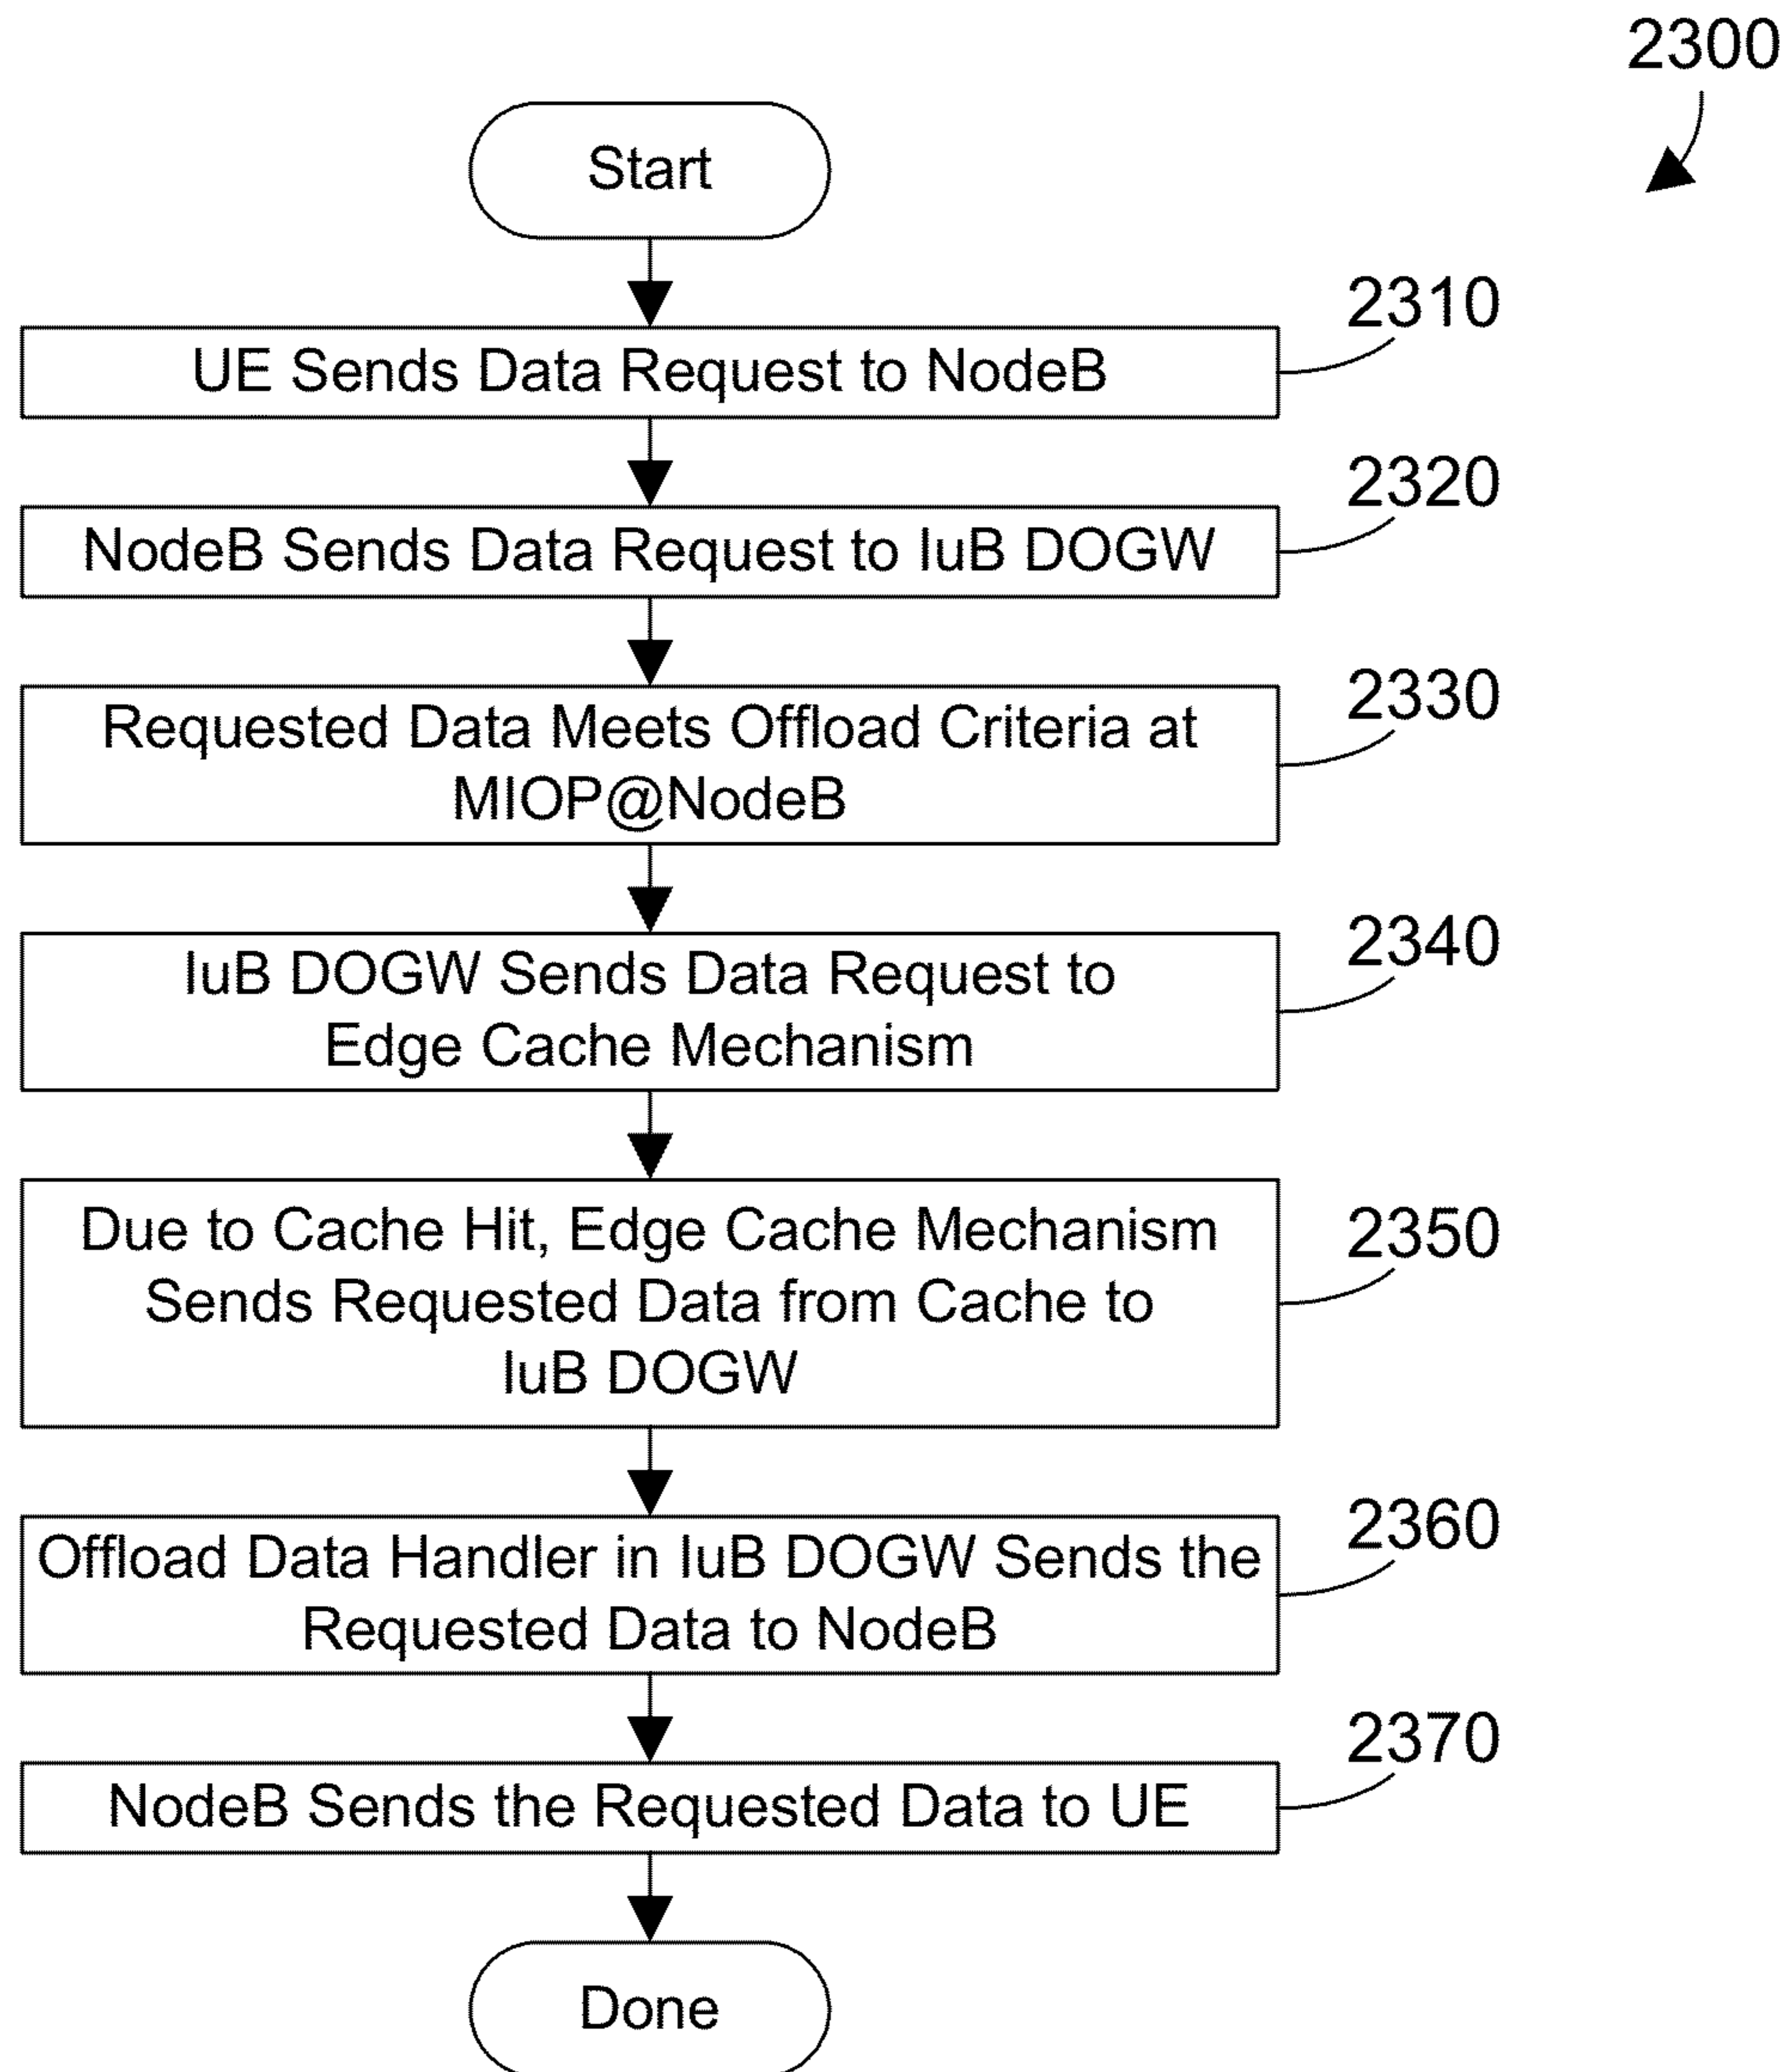 2300
Start
2310
UE Sends Data Request to NodeB
2320
NodeB Sends Data Request to IuB DOGW
2330
Requested Data Meets Offload Criteria at
MIOP@NodeB
2340
IuB DOGW Sends Data Request to
Edge Cache Mechanism
2350
Due to Cache Hit, Edge Cache Mechanism
Sends Requested Data from Cache to
IuB DOGW
2360
Offload Data Handler in IuB DOGW Sends the
Requested Data to NodeB
2370
NodeB Sends the Requested Data to UE
Done